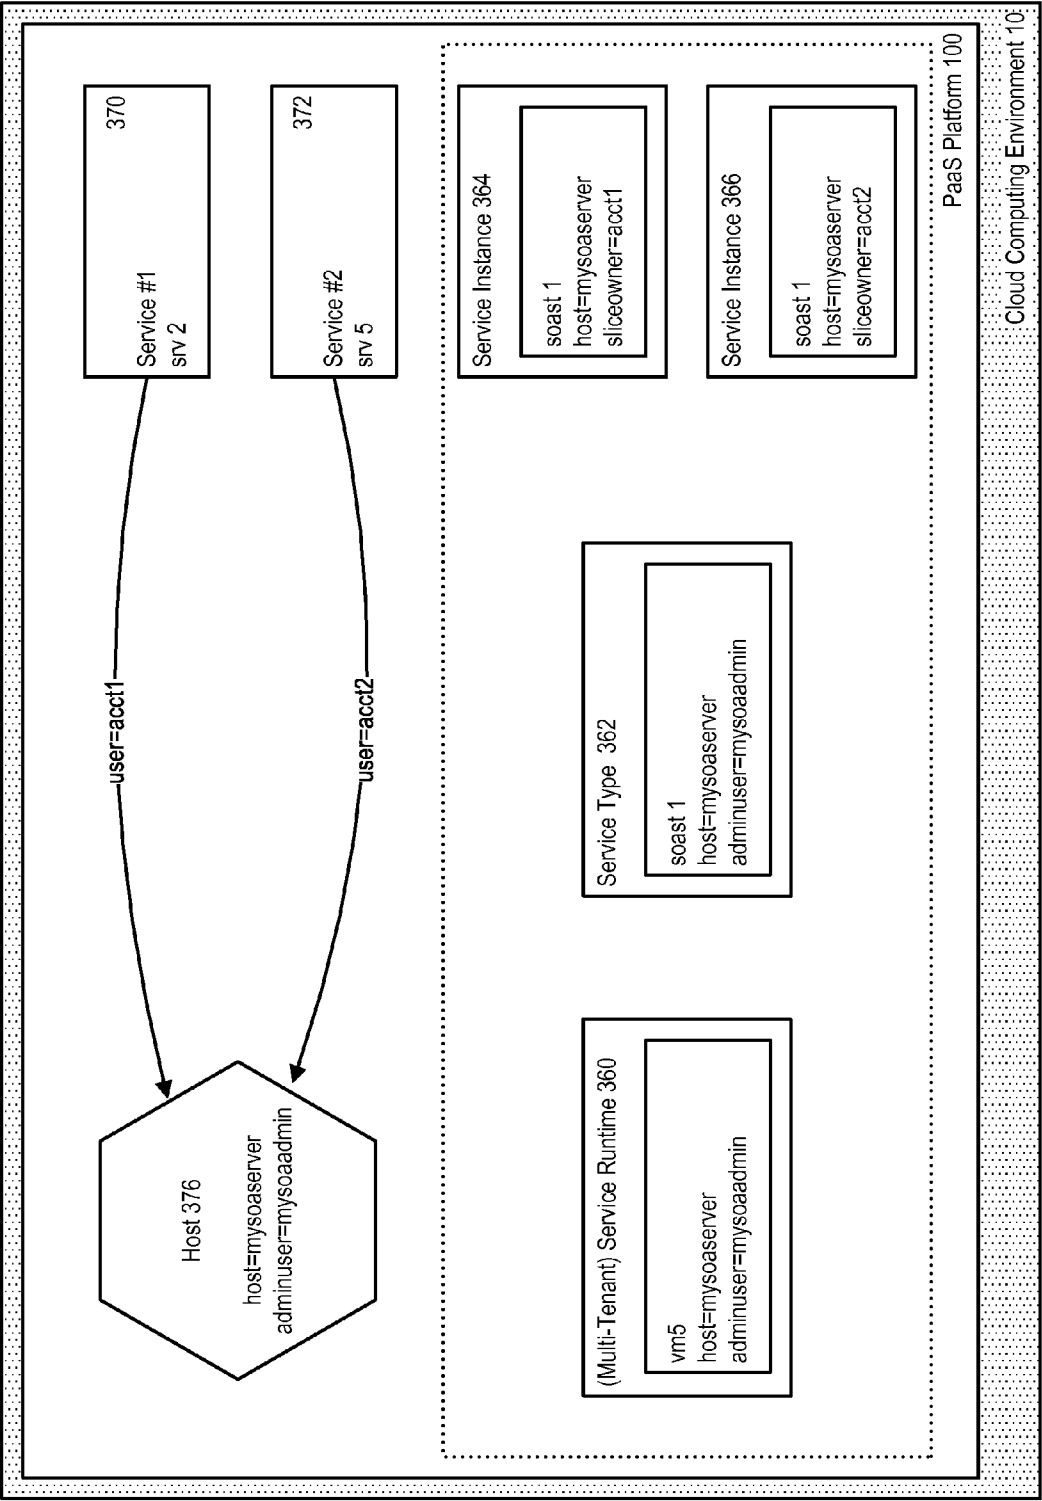 Host 376
host=mysoaserver
adminuser=mysoaadmin
user=acct1
user=acct2
Service #1
srv 2
370
Service #2
srv 5
372
(Multi-Tenant) Service Runtime 360
vm5
host=mysoaserver
adminuser=mysoaadmin
Service Type 362
soast 1
host=mysoaserver
adminuser=mysoaadmin
Service Instance 364
soast 1
host=mysoaserver
sliceowner=acct1
Service Instance 366
soast 1
host=mysoaserver
sliceowner=acct2
PaaS Platform 100
Cloud Computing Environment 10